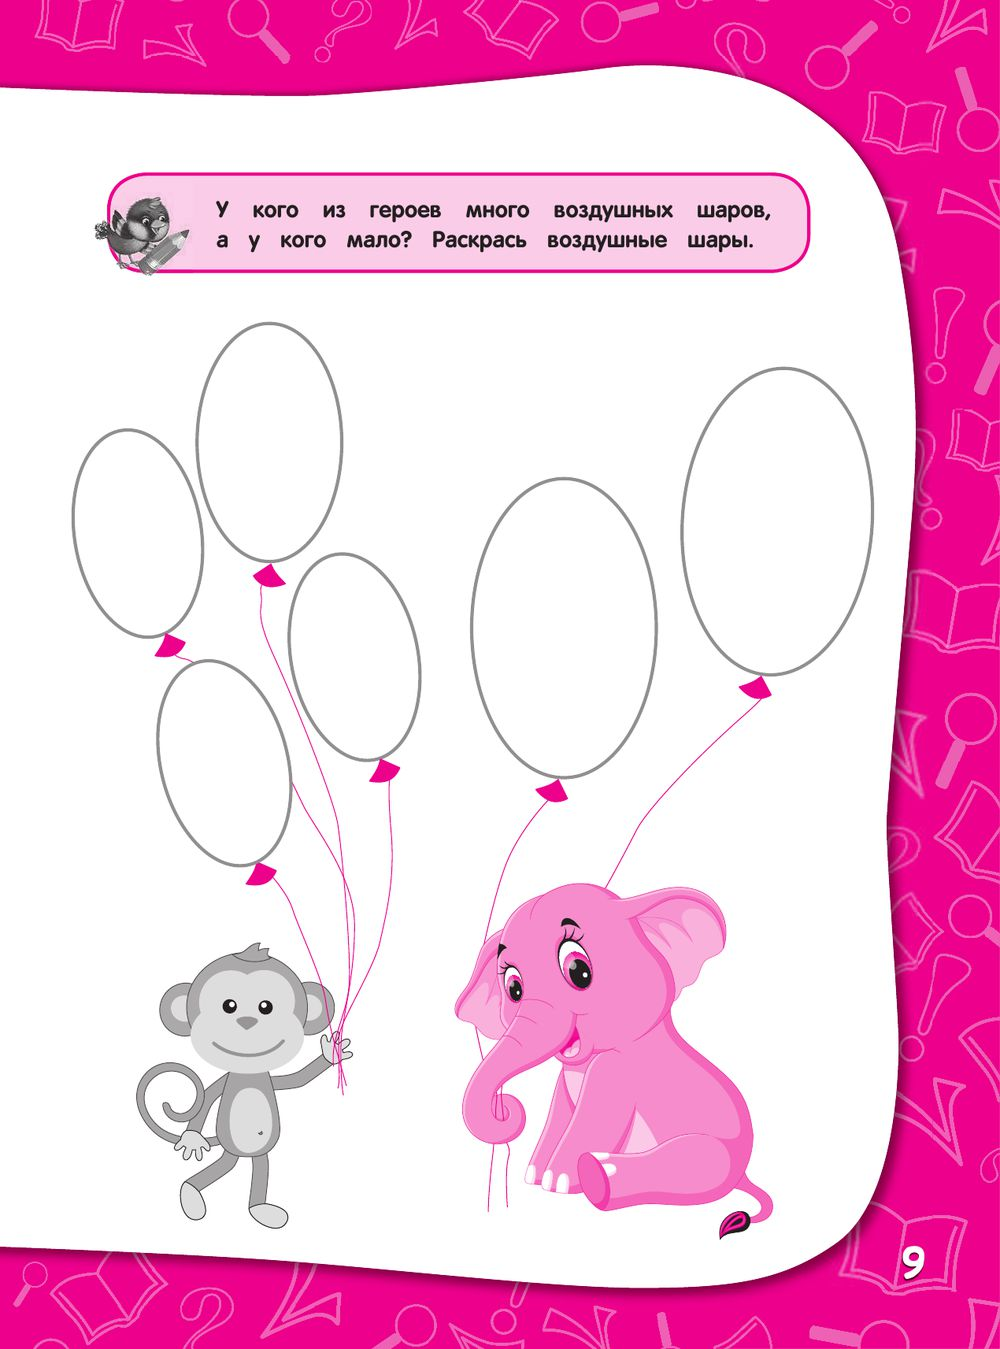 У кого из героев много воздушных шаров,
а у кого мало? Раскрась воздушные шары.
9